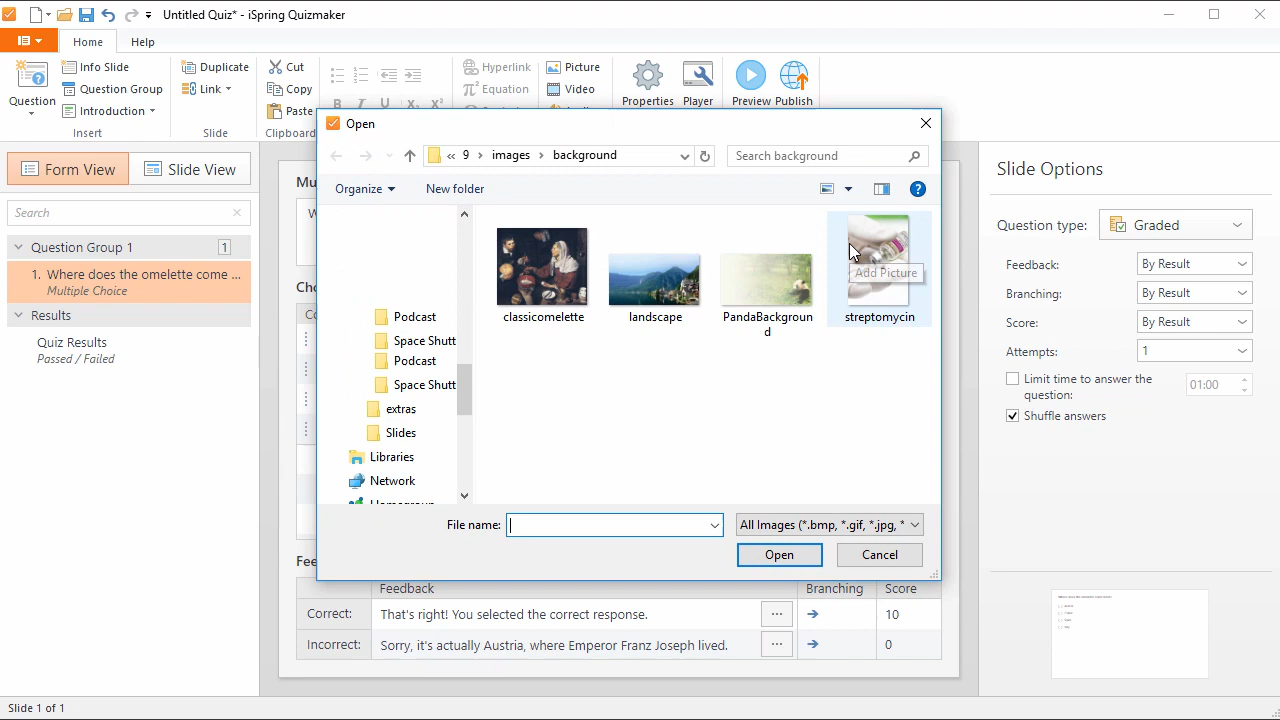 Untitled Quiz* - iSpring Quizmaker
Home
Help
Question
Info Slide
Question Group
Introduction
Insert
Duplicate
Link
Slide
Cut
Copy
Paste
Clipboard
B I U X₂ X²
Hyperlink
π² Equation
Picture
Video
Properties
Player
Preview
Publish
Form View
Slide View
Search
Question Group 1
1
1. Where does the omelette come ...
Multiple Choice
Results
Quiz Results
Passed / Failed
Open
« 9 > images > background
Search background
Organize
New folder
Podcast
Space Shutt
Podcast
Space Shutt
extras
Slides
Libraries
Network
classicomelette
landscape
PandaBackgroun
d
streptomycin
Add Picture
File name:
All Images (*.bmp, *.gif, *.jpg, *
Open
Cancel
Feedback
Branching
Score
Correct:
That's right! You selected the correct response.
...
10
Incorrect:
Sorry, it's actually Austria, where Emperor Franz Joseph lived.
...
0
Slide Options
Question type:
Graded
Feedback:
By Result
Branching:
By Result
Score:
By Result
Attempts:
1
Limit time to answer the
question:
01:00
Shuffle answers
Slide 1 of 1